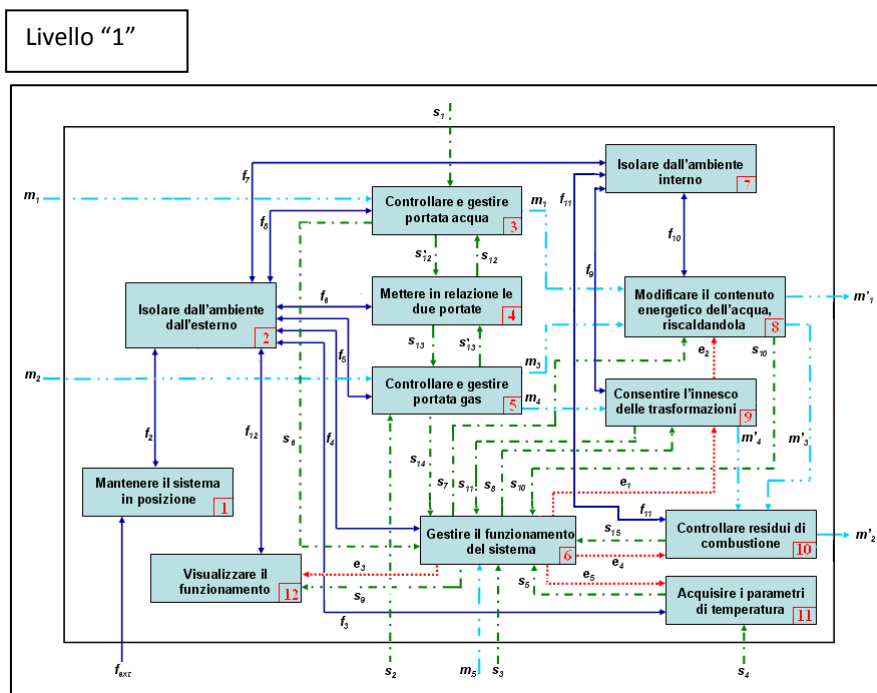 Livello “1”
s1
m1
f7
f8
Controllare e gestire
portata acqua
3
m1
f11
Isolare dall'ambiente
interno
7
s'12
s12
f9
f10
Isolare dall'ambiente
dall'esterno
2
f6
Mettere in relazione le
due portate
4
Modificare il contenuto
energetico dell'acqua,
riscaldandola
8
m'1
s13
s'13
f5
m3
e2
s10
m2
Controllare e gestire
portata gas
5
m4
Consentire l'innesco
delle trasformazioni
9
f2
f12
s6
f4
s14
s7
s11
s8
s10
e1
m'4
m'3
Mantenere il sistema
in posizione
1
Gestire il funzionamento
del sistema
6
f11
s15
e4
Controllare residui di
combustione
10
m'2
Visualizzare il
funzionamento
12
e3
s9
f3
s5
e5
Acquisire i parametri
di temperatura
11
fext
s2
m5
s3
s4